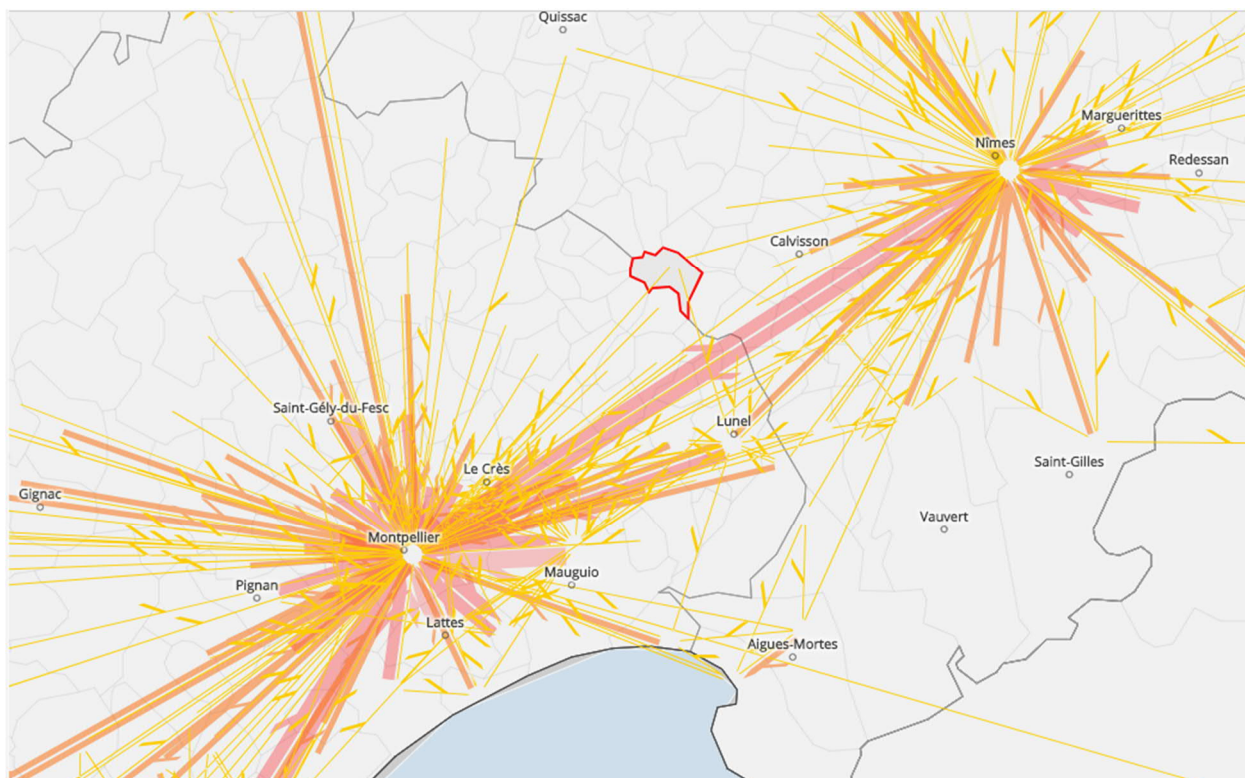 Quissac
Marguerittes
Nîmes
Redessan
Calvisson
Saint-Gély-du-Fesc
Lunel
Le Crès
Saint-Gilles
Gignac
Vauvert
Montpellier
Mauguio
Pignan
Lattes
Aigues-Mortes